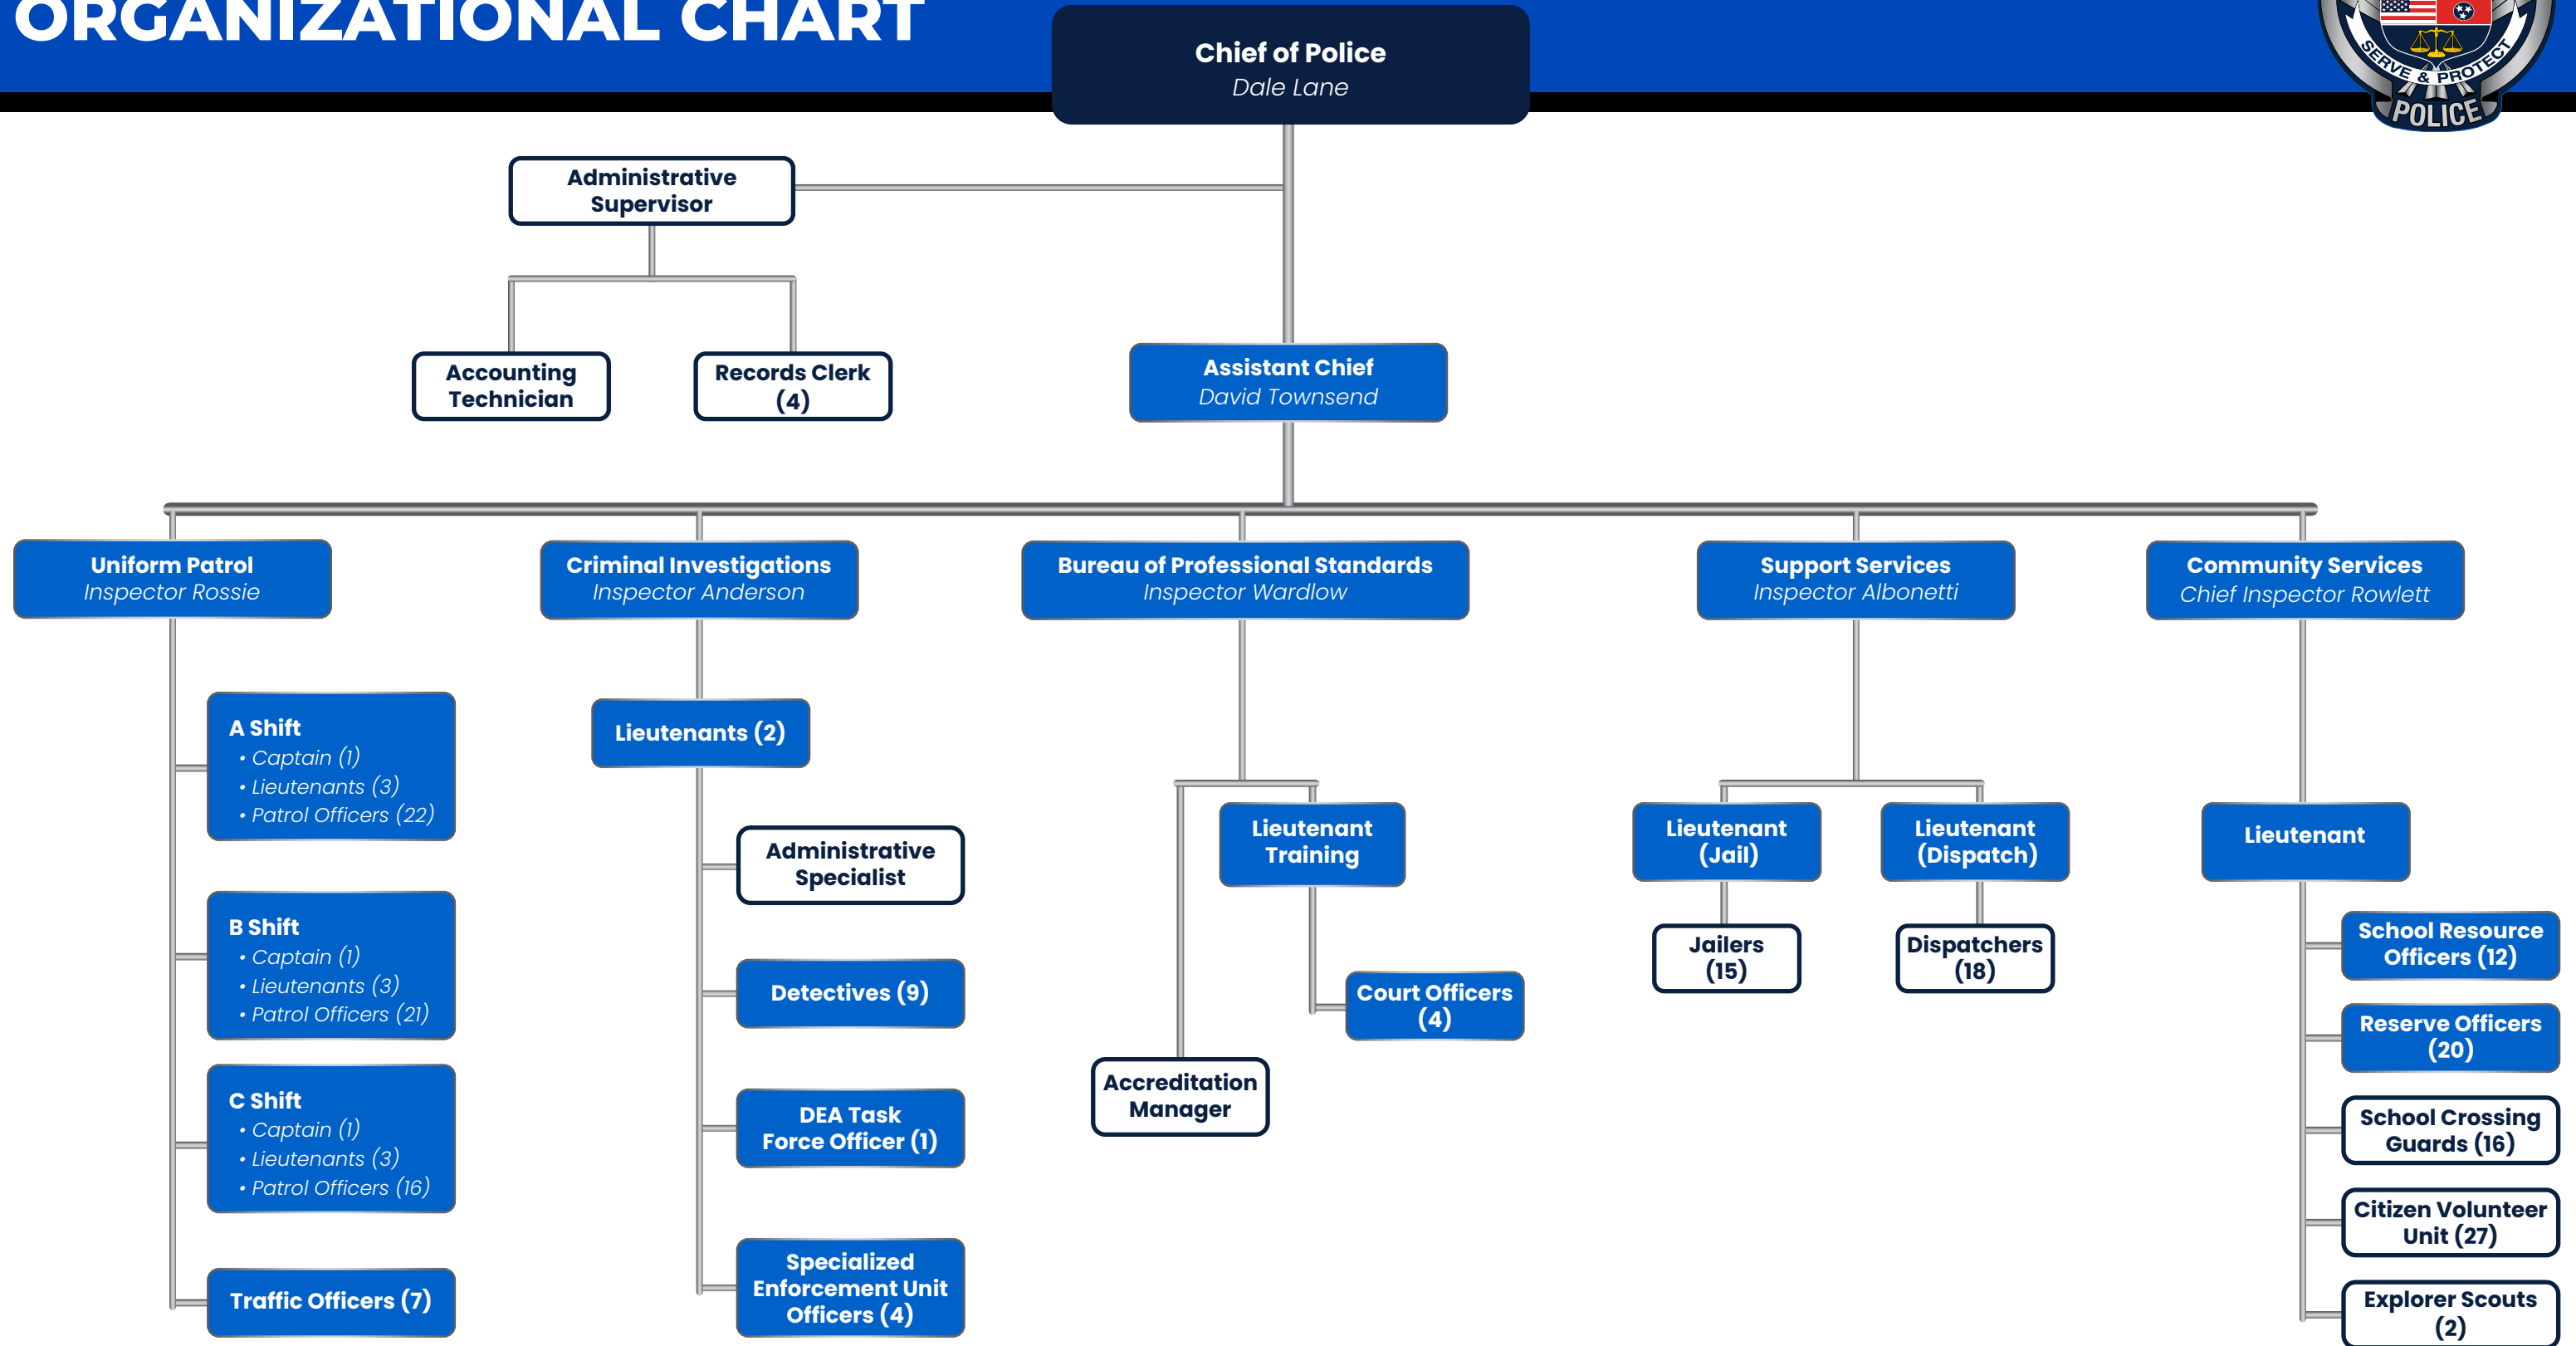 ORGANIZATIONAL CHART
Chief of Police
Dale Lane
SERVE & PROTECT
POLICE
Administrative
Supervisor
Accounting
Technician
Records Clerk
(4)
Assistant Chief
David Townsend
Uniform Patrol
Inspector Rossie
Criminal Investigations
Inspector Anderson
Bureau of Professional Standards
Inspector Wardlow
Support Services
Inspector Albonetti
Community Services
Chief Inspector Rowlett
A Shift
• Captain (1)
• Lieutenants (3)
• Patrol Officers (22)
B Shift
• Captain (1)
• Lieutenants (3)
• Patrol Officers (21)
C Shift
• Captain (1)
• Lieutenants (3)
• Patrol Officers (16)
Traffic Officers (7)
Lieutenants (2)
Administrative
Specialist
Detectives (9)
DEA Task
Force Officer (1)
Specialized
Enforcement Unit
Officers (4)
Lieutenant
Training
Court Officers
(4)
Accreditation
Manager
Lieutenant
(Jail)
Jailers
(15)
Lieutenant
(Dispatch)
Dispatchers
(18)
Lieutenant
School Resource
Officers (12)
Reserve Officers
(20)
School Crossing
Guards (16)
Citizen Volunteer
Unit (27)
Explorer Scouts
(2)